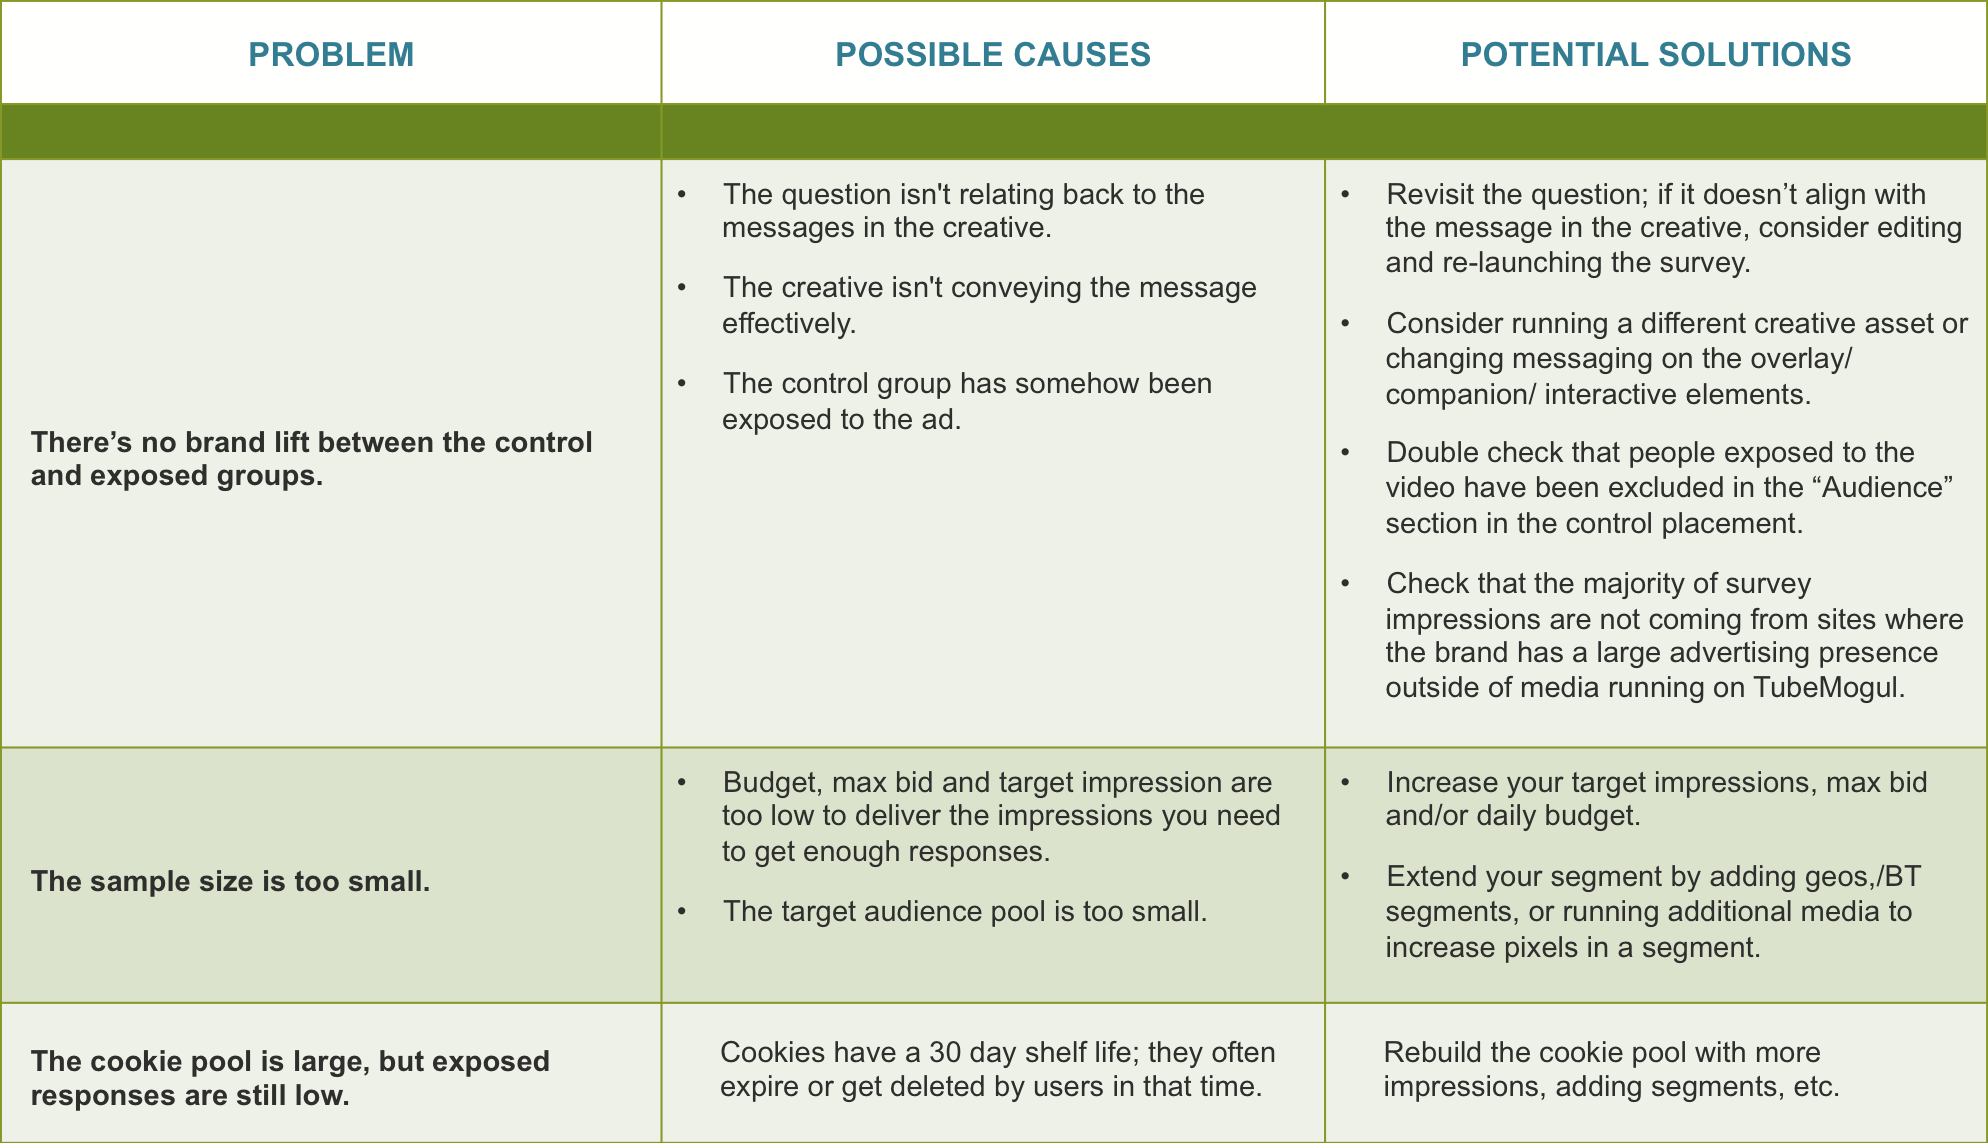 PROBLEM
POSSIBLE CAUSES
POTENTIAL SOLUTIONS
There’s no brand lift between the control
and exposed groups.
• The question isn't relating back to the
messages in the creative.
• The creative isn't conveying the message
effectively.
• The control group has somehow been
exposed to the ad.
• Revisit the question; if it doesn’t align with
the message in the creative, consider editing
and re-launching the survey.
• Consider running a different creative asset or
changing messaging on the overlay/
companion/ interactive elements.
• Double check that people exposed to the
video have been excluded in the “Audience”
section in the control placement.
• Check that the majority of survey
impressions are not coming from sites where
the brand has a large advertising presence
outside of media running on TubeMogul.
The sample size is too small.
• Budget, max bid and target impression are
too low to deliver the impressions you need
to get enough responses.
• The target audience pool is too small.
• Increase your target impressions, max bid
and/or daily budget.
• Extend your segment by adding geos,/BT
segments, or running additional media to
increase pixels in a segment.
The cookie pool is large, but exposed
responses are still low.
Cookies have a 30 day shelf life; they often
expire or get deleted by users in that time.
Rebuild the cookie pool with more
impressions, adding segments, etc.